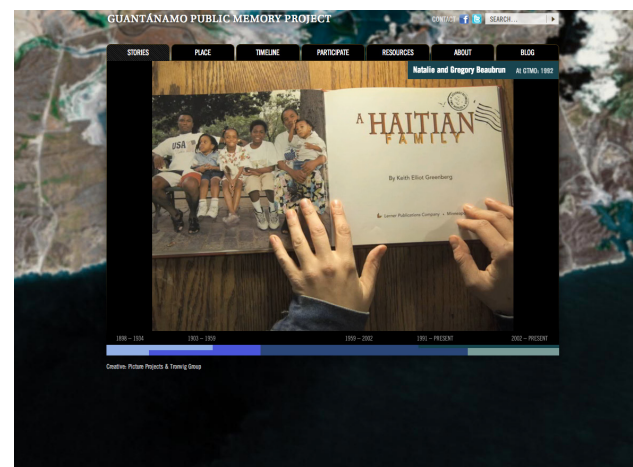 GUANTÁNAMO PUBLIC MEMORY PROJECT
CONTACT SEARCH...
STORIES PLACE TIMELINE PARTICIPATE RESOURCES ABOUT BLOG
Natalie and Gregory Beaubrun At GTMO: 1992
USA
A HAITIAN
FAMILY
By Keith Elliot Greenberg
Lerner Publications Company •
1898 – 1934 1903 – 1959 1959 – 2002 1991 – PRESENT 2002 – PRESENT
Creative: Picture Projects & Tronvig Group